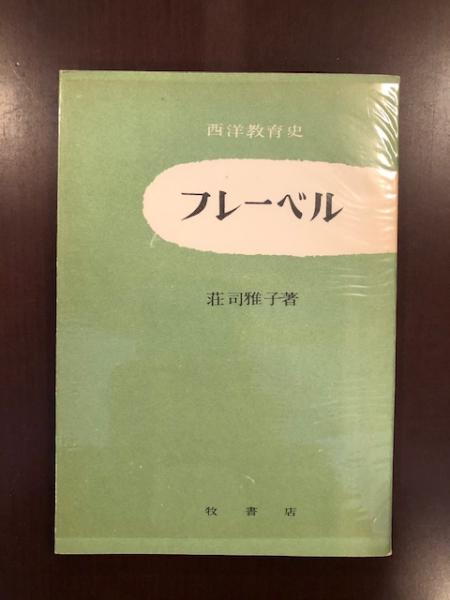 西洋教育史
フレーベル
荘司雅子著
牧書店